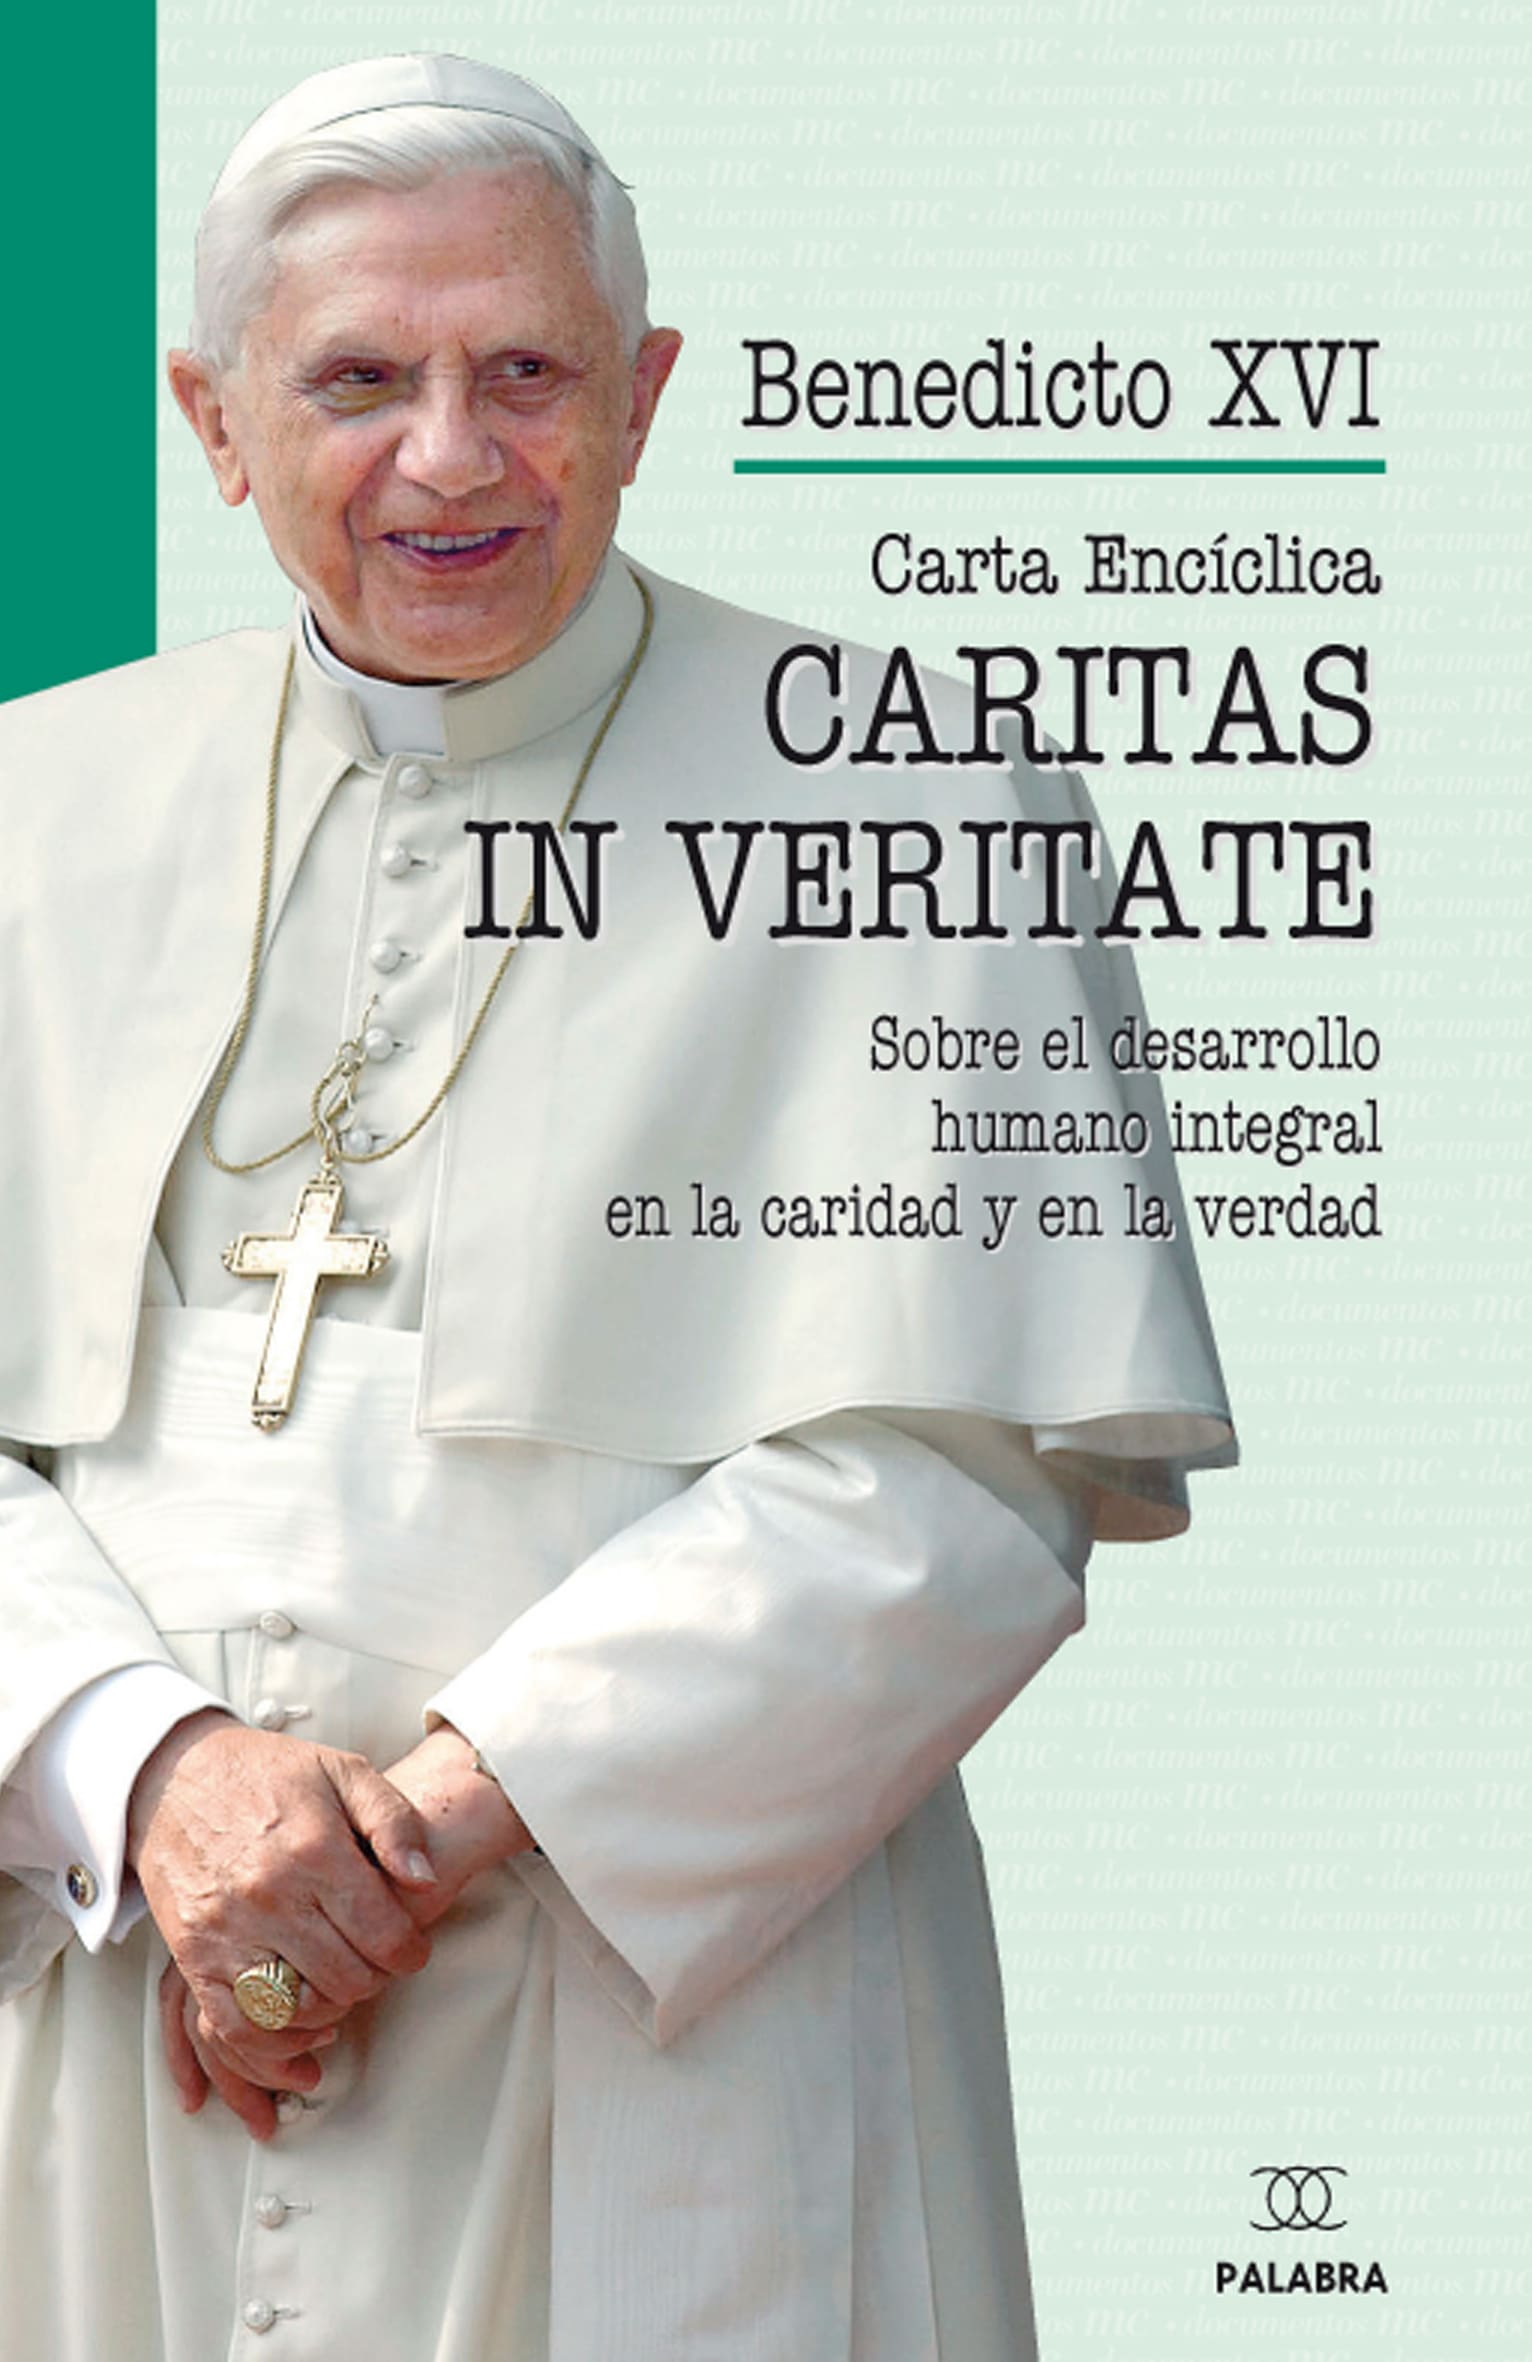 Benedicto XVI
Carta Encíclica
CARITAS
IN VERITATE
Sobre el desarrollo
humano integral
en la caridad y en la verdad
PALABRA